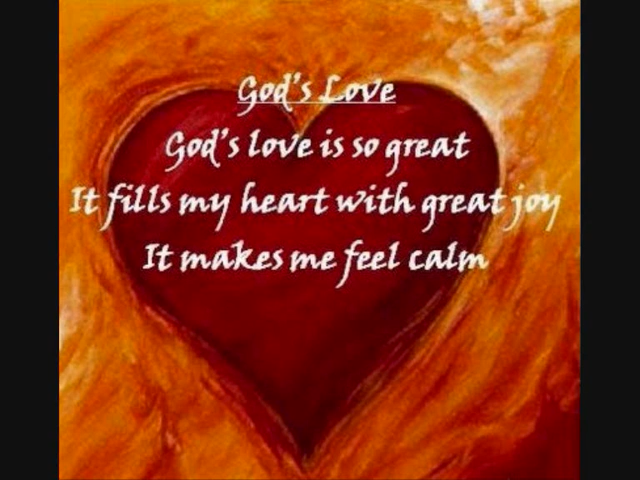 God's Love
God's love is so great
It fills my heart with great joy
It makes me feel calm